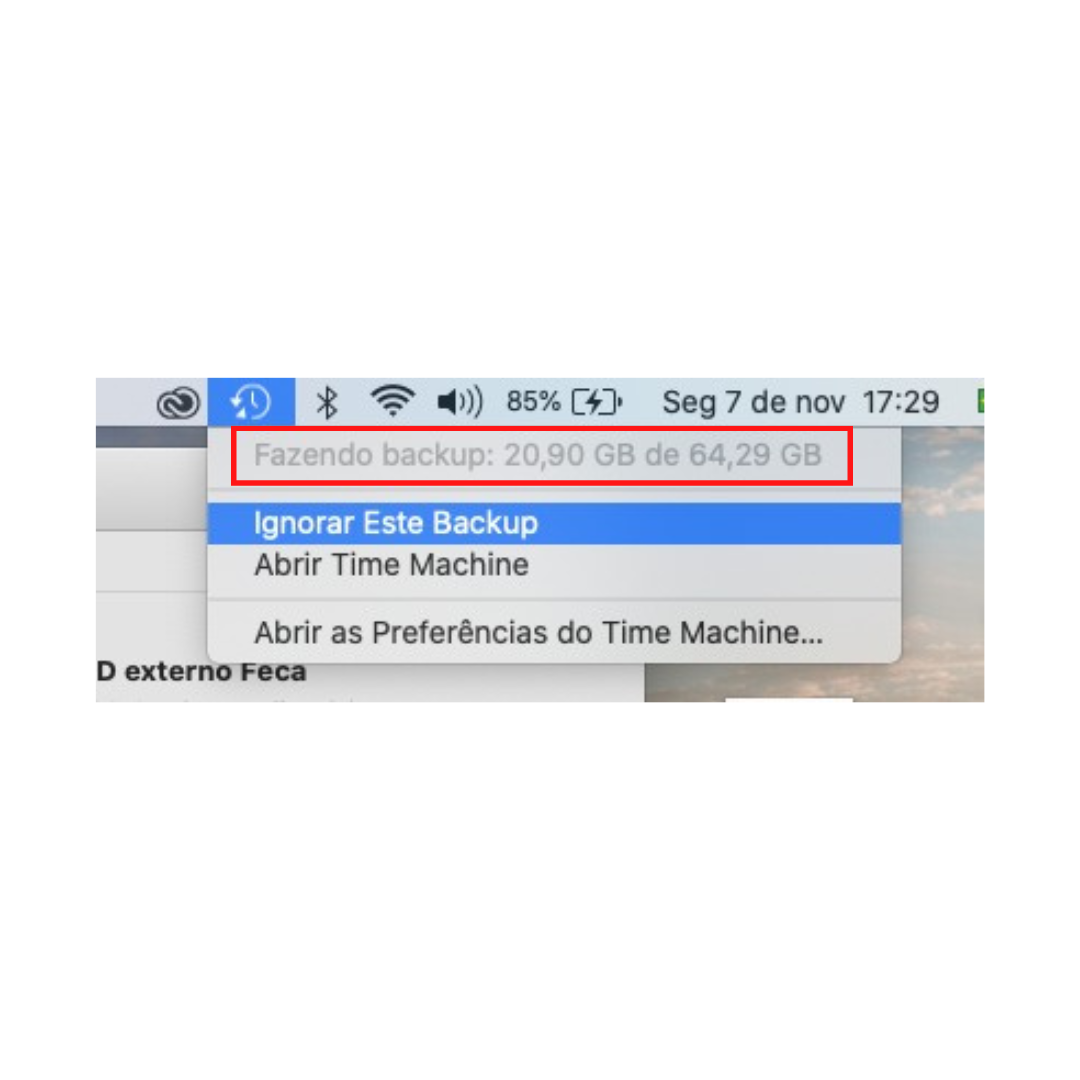 85% Seg 7 de nov 17:29
Fazendo backup: 20,90 GB de 64,29 GB
Ignorar Este Backup
Abrir Time Machine
Abrir as Preferências do Time Machine...
D externo Feca